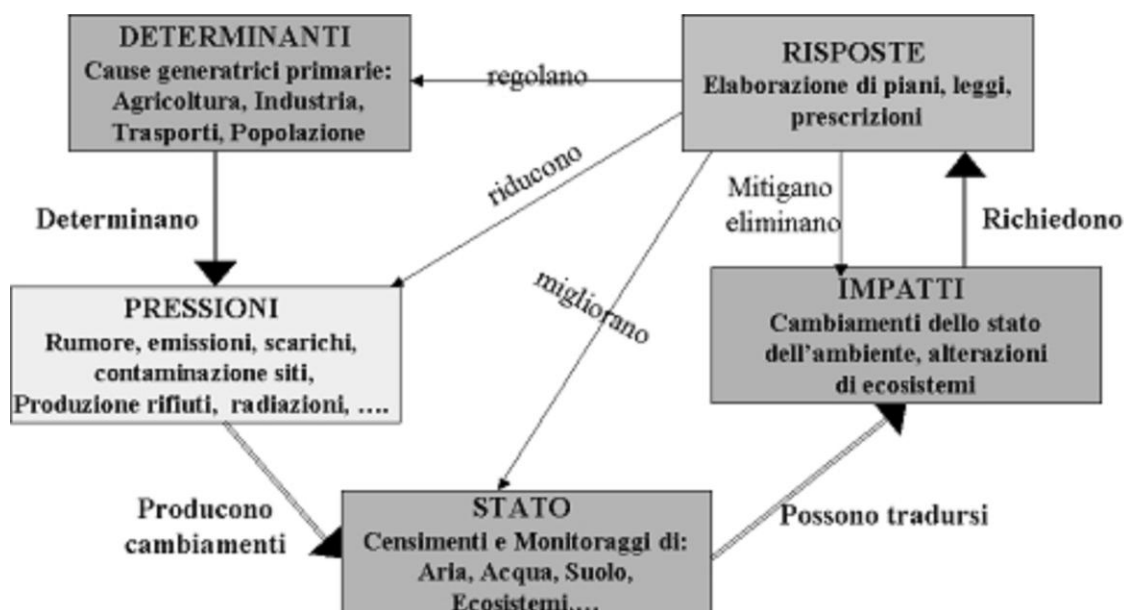 DETERMINANTI
Cause generatrici primarie:
Agricoltura, Industria,
Trasporti, Popolazione
regolano
RISPOSTE
Elaborazione di piani, leggi,
prescrizioni
Determinano
riducono
Mitigano
eliminano
Richiedono
PRESSIONI
Rumore, emissioni, scarichi,
contaminazione siti,
Produzione rifiuti, radiazioni, ....
migliorano
IMPATTI
Cambiamenti dello stato
dell'ambiente, alterazioni
di ecosistemi
Producono
cambiamenti
STATO
Censimenti e Monitoraggi di:
Aria, Acqua, Suolo,
Ecosistemi....
Possono tradursi